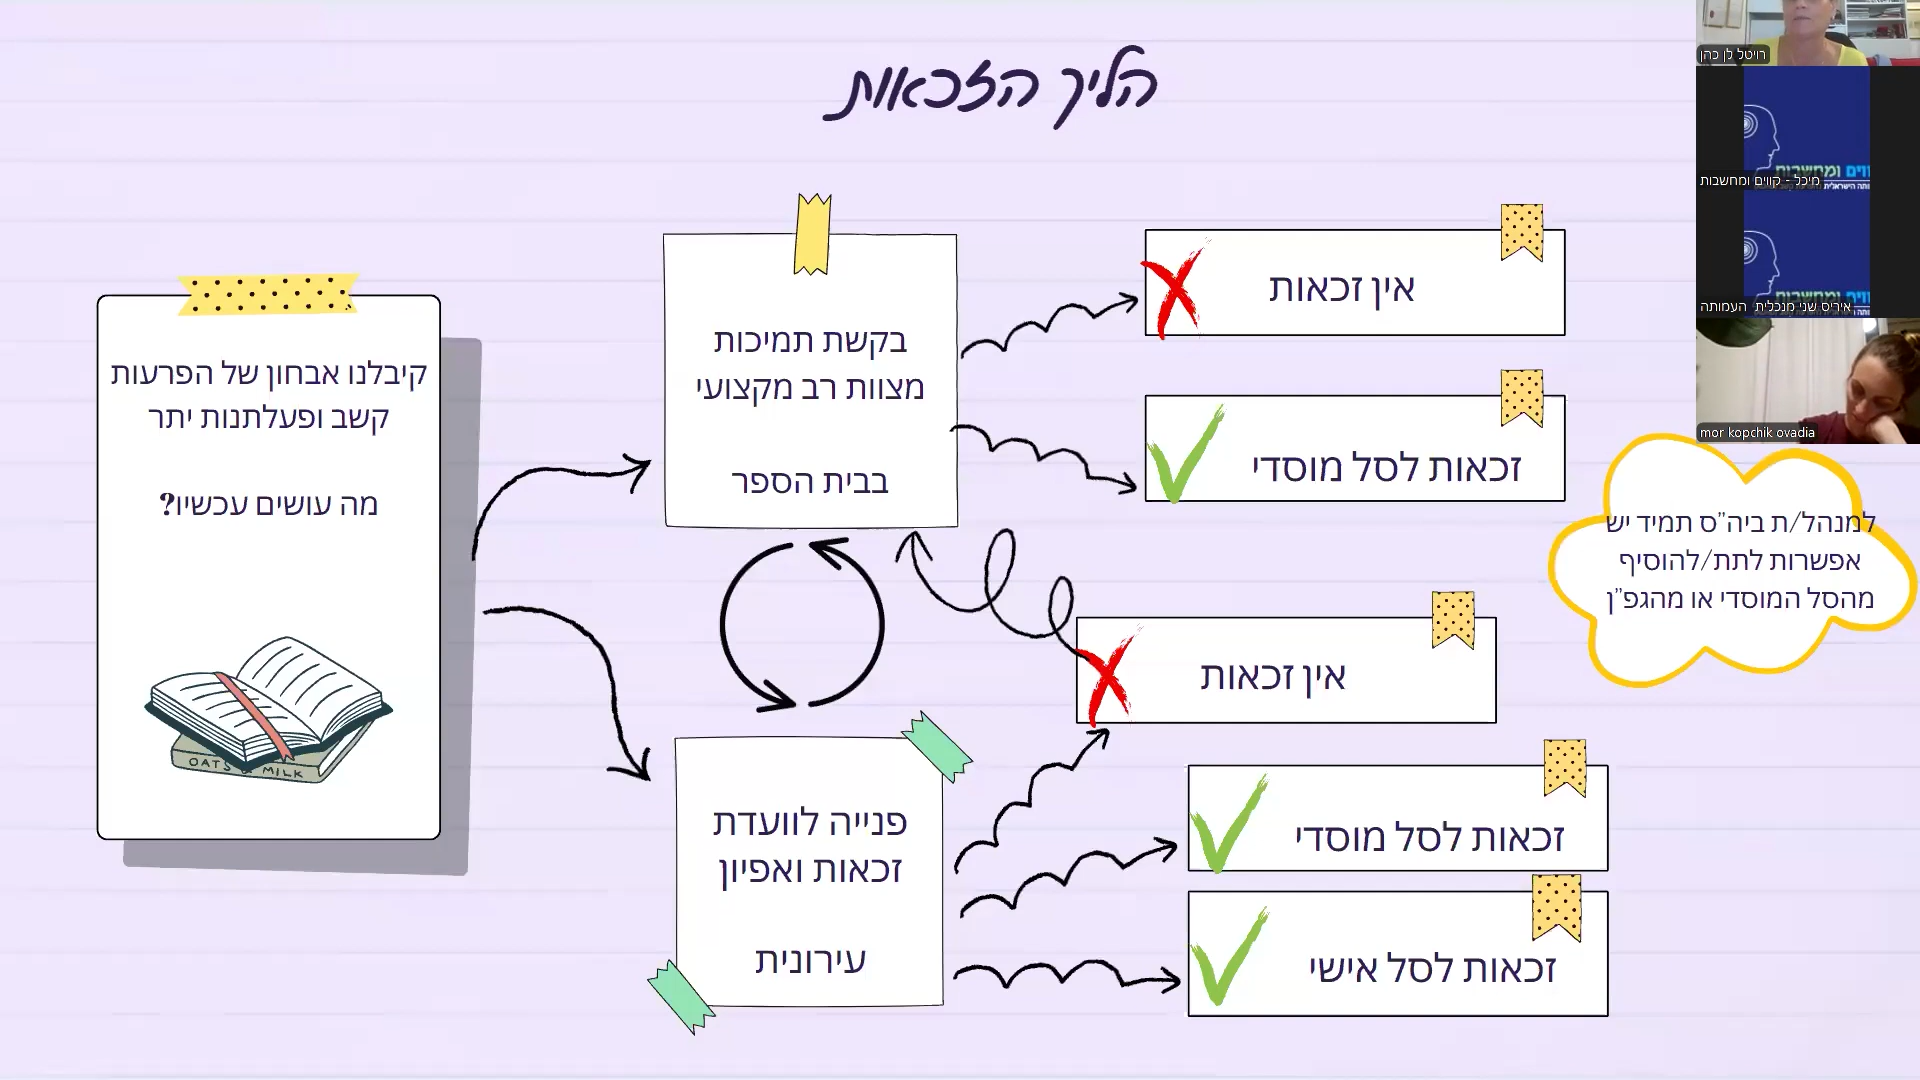 הליך הזכאות
קיבלנו אבחון של הפרעות
קשב ופעלתנות יתר
מה עושים עכשיו?
OATS & MILK
בקשת תמיכות
מצוות רב מקצועי
בבית הספר
פנייה לוועדת
זכאות ואפיון
עירונית
אין זכאות
זכאות לסל מוסדי
אין זכאות
זכאות לסל מוסדי
זכאות לסל אישי
למנהל/ת ביה"ס תמיד יש
אפשרות לתת/להוסיף
מהסל המוסדי או מהגפ"ן
רויטל לן כהן
ומחשבות
מיכל - קווים ומחשבות
איריס שני מנכלית העמותה
mor kopchik ovadia